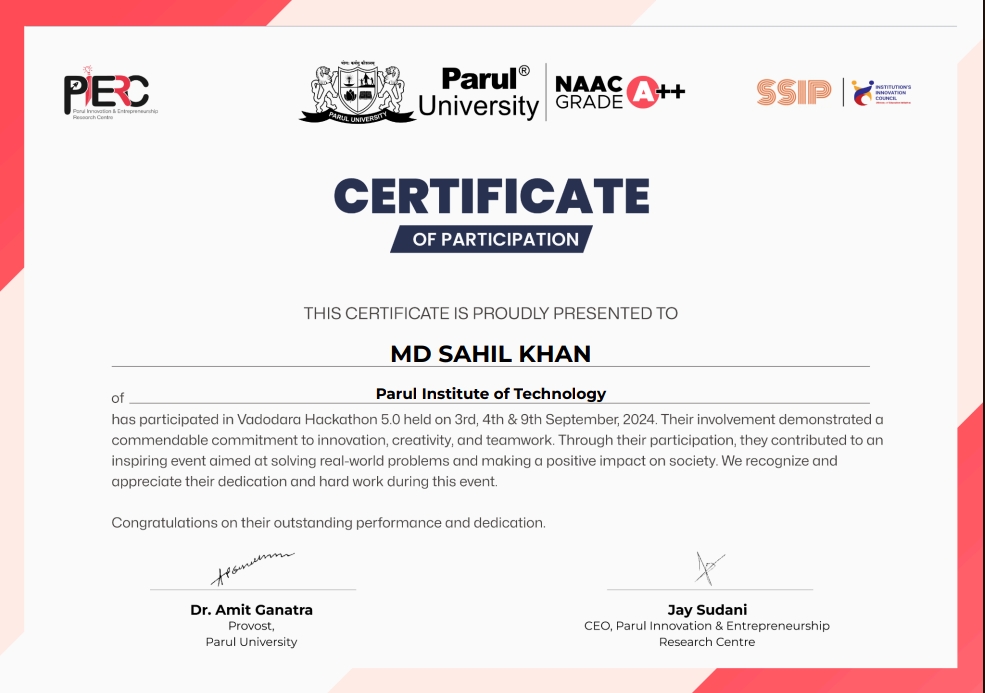 PIERC
Parul Innovation & Entrepreneurship
Research Centre
PARUL UNIVERSITY
Parul®
University
NAAC
GRADE A++
SSIP
INSTITUTION'S
INNOVATION
COUNCIL
CERTIFICATE
OF PARTICIPATION
THIS CERTIFICATE IS PROUDLY PRESENTED TO
MD SAHIL KHAN
of Parul Institute of Technology
has participated in Vadodara Hackathon 5.0 held on 3rd, 4th & 9th September, 2024. Their involvement demonstrated a
commendable commitment to innovation, creativity, and teamwork. Through their participation, they contributed to an
inspiring event aimed at solving real-world problems and making a positive impact on society. We recognize and
appreciate their dedication and hard work during this event.
Congratulations on their outstanding performance and dedication.
Dr. Amit Ganatra
Provost,
Parul University
Jay Sudani
CEO, Parul Innovation & Entrepreneurship
Research Centre